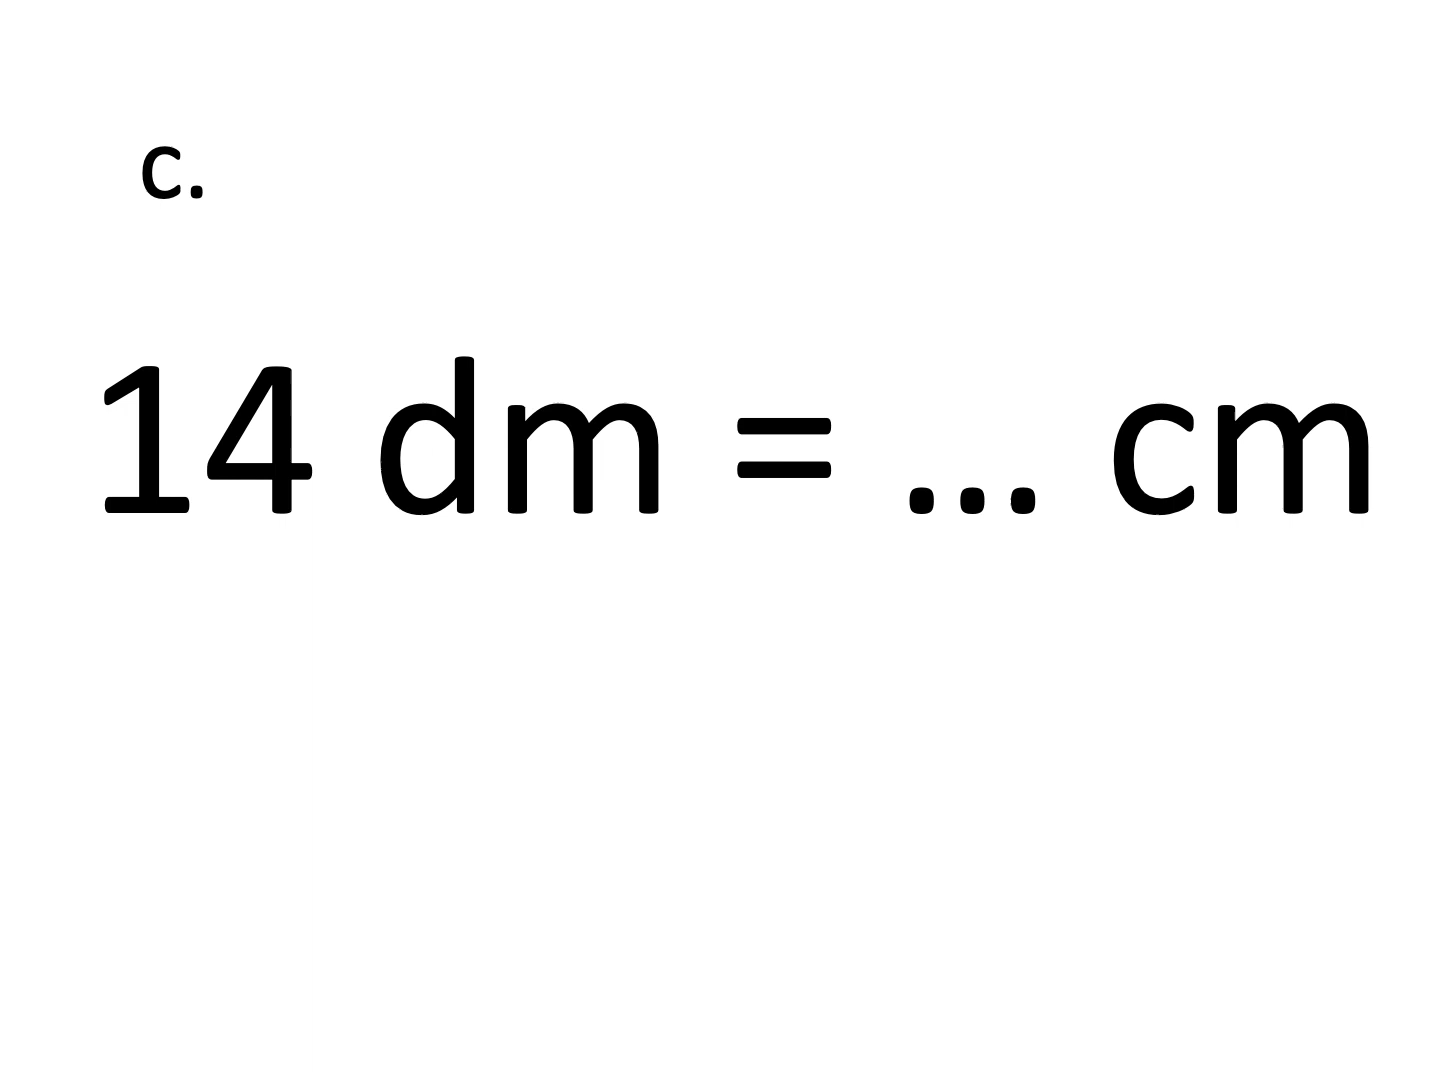 c.
14 dm = … cm